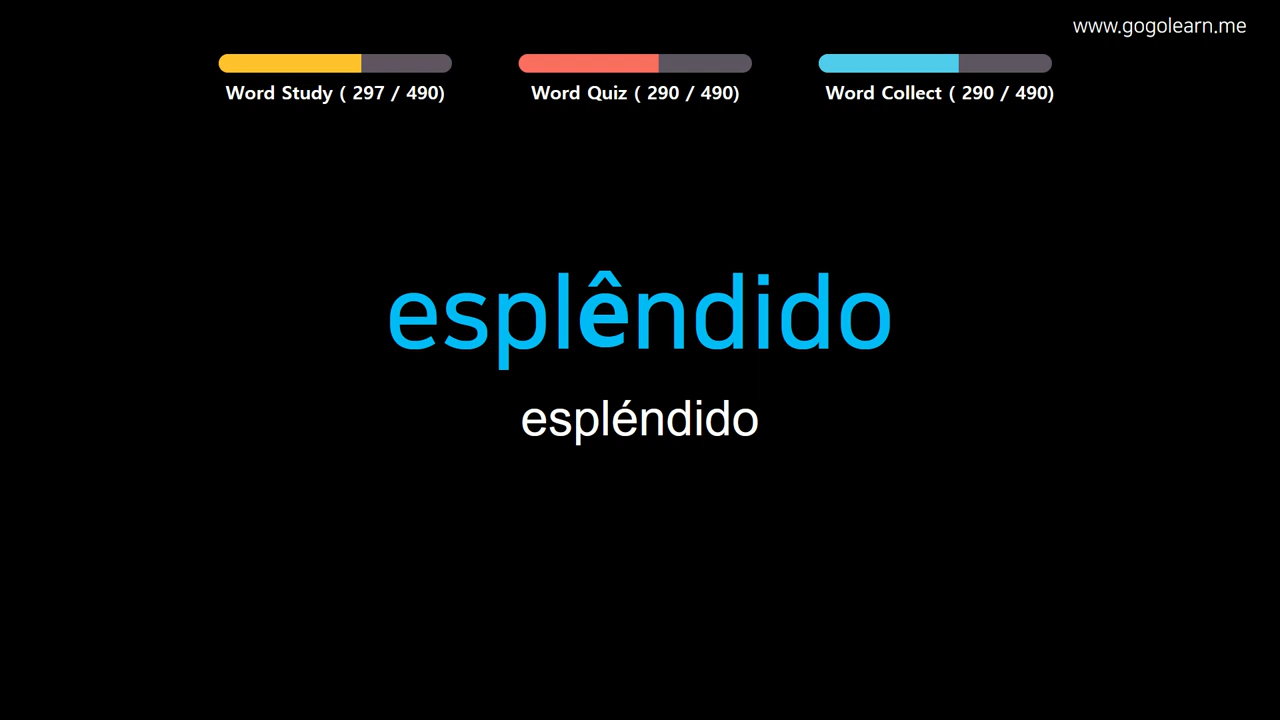 www.gogolearn.me
Word Study ( 297 / 490)
Word Quiz ( 290 / 490)
Word Collect ( 290 / 490)
esplêndido
espléndido